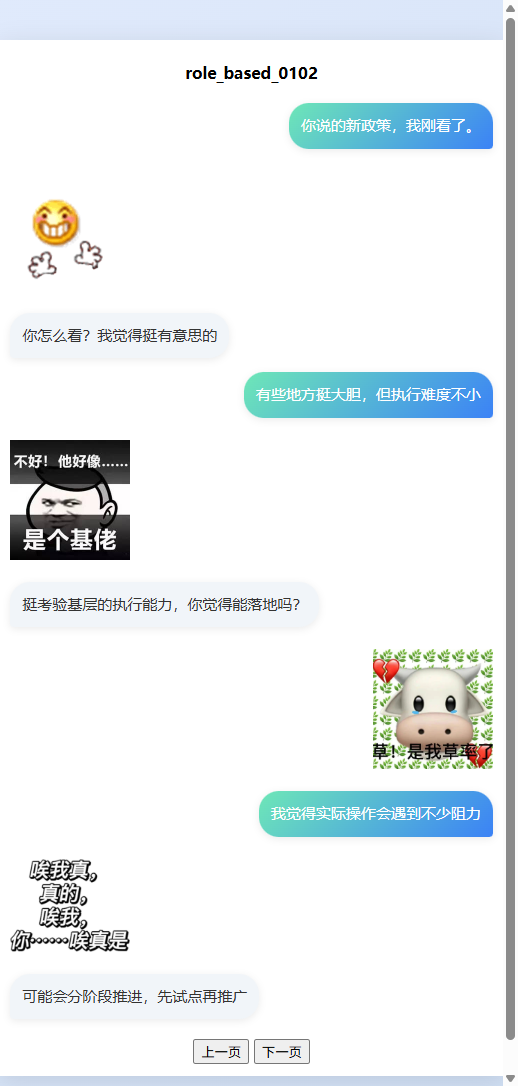 role_based_0102
你说的新政策，我刚看了。
你怎么看？我觉得挺有意思的
有些地方挺大胆，但执行难度不小
不好！他好像……
是个基佬
挺考验基层的执行能力，你觉得能落地吗？
草！是我草率了
我觉得实际操作会遇到不少阻力
唉我真，
真的，
唉我，
你……唉真是
可能会分阶段推进，先试点再推广
上一页 下一页